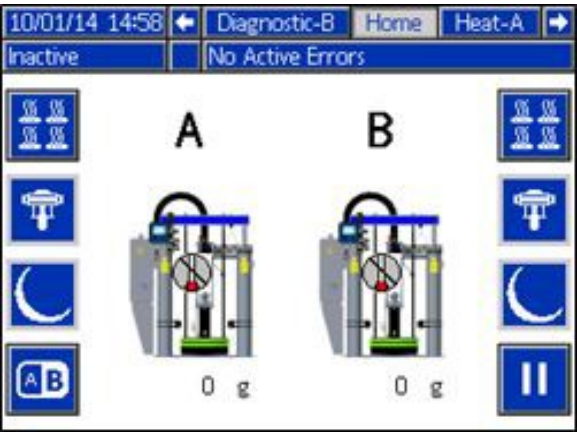 10/01/14 14:58 Diagnostic-B Home Heat-A
Inactive No Active Errors
A B
A B
0 g 0 g